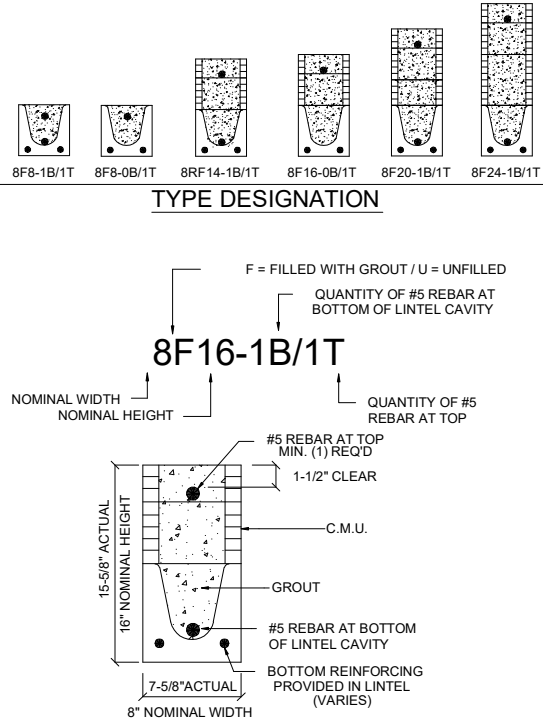 8F8-1B/1T
8F8-0B/1T
8RF14-1B/1T
8F16-0B/1T
8F20-1B/1T
8F24-1B/1T
TYPE DESIGNATION
F = FILLED WITH GROUT / U = UNFILLED
QUANTITY OF #5 REBAR AT
BOTTOM OF LINTEL CAVITY
8F16-1B/1T
NOMINAL WIDTH
NOMINAL HEIGHT
QUANTITY OF #5
REBAR AT TOP
#5 REBAR AT TOP
MIN. (1) REQ'D
1-1/2" CLEAR
15-5/8" ACTUAL
16" NOMINAL HEIGHT
C.M.U.
GROUT
#5 REBAR AT BOTTOM
OF LINTEL CAVITY
BOTTOM REINFORCING
PROVIDED IN LINTEL
(VARIES)
7-5/8"ACTUAL
8" NOMINAL WIDTH